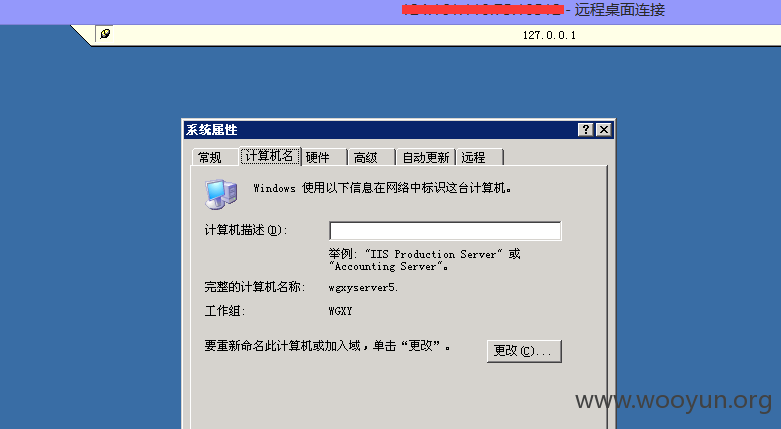 - 远程桌面连接
127.0.0.1
系统属性
常规 计算机名 硬件 高级 自动更新 远程
Windows 使用以下信息在网络中标识这台计算机。
计算机描述(D):
举例: "IIS Production Server" 或
"Accounting Server"。
完整的计算机名称: wgxyserver5.
工作组: WGXY
要重新命名此计算机或加入域，单击“更改”。
更改(C)...
www.wooyun.org